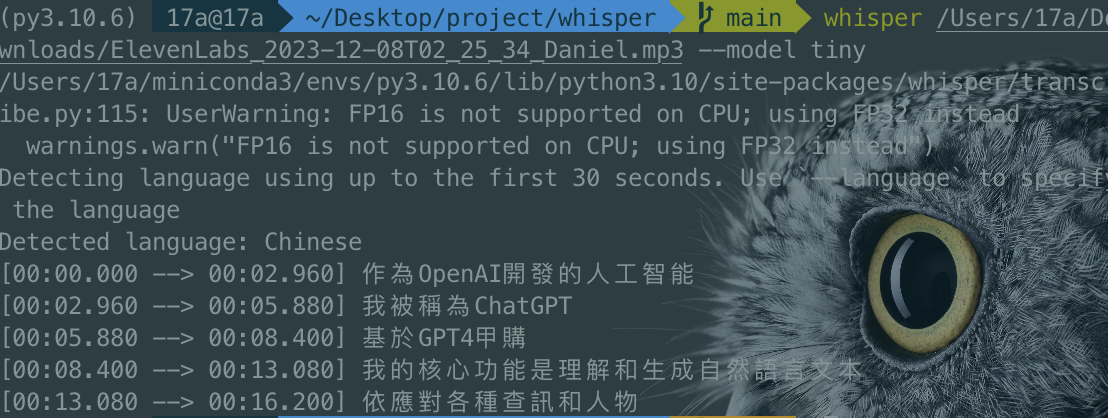 (py3.10.6) 17a@17a ~/Desktop/project/whisper main whisper /Users/17a/Do
wnloads/ElevenLabs_2023-12-08T02_25_34_Daniel.mp3 --model tiny
/Users/17a/miniconda3/envs/py3.10.6/lib/python3.10/site-packages/whisper/transc
ibe.py:115: UserWarning: FP16 is not supported on CPU; using FP32 instead
warnings.warn("FP16 is not supported on CPU; using FP32 instead")
Detecting language using up to the first 30 seconds. Use `--language` to specify
the language
Detected language: Chinese
[00:00.000 --> 00:02.960] 作為OpenAI開發的人工智能
[00:02.960 --> 00:05.880] 我被稱為ChatGPT
[00:05.880 --> 00:08.400] 基於GPT4甲購
[00:08.400 --> 00:13.080] 我的核心功能是理解和生成自然語言文本
[00:13.080 --> 00:16.200] 依應對各種查訊和人物